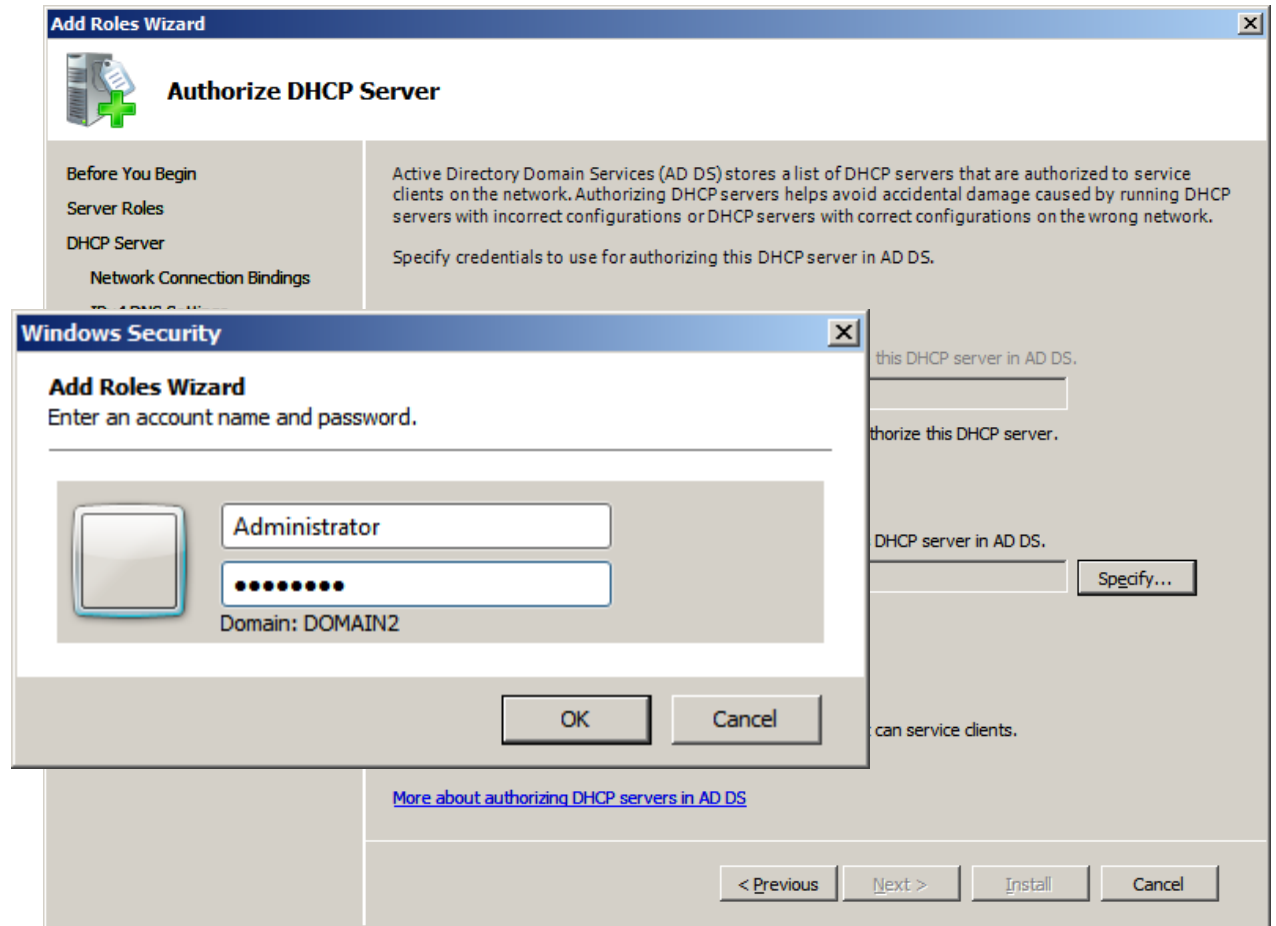 Add Roles Wizard
Authorize DHCP Server
Before You Begin
Server Roles
DHCP Server
Network Connection Bindings
Active Directory Domain Services (AD DS) stores a list of DHCP servers that are authorized to service
clients on the network. Authorizing DHCP servers helps avoid accidental damage caused by running DHCP
servers with incorrect configurations or DHCP servers with correct configurations on the wrong network.
Specify credentials to use for authorizing this DHCP server in AD DS.
this DHCP server in AD DS.
this DHCP server.
DHCP server in AD DS.
Specify...
can service clients.
More about authorizing DHCP servers in AD DS
< Previous
Next >
Install
Cancel
Windows Security
Add Roles Wizard
Enter an account name and password.
Administrator
●●●●●●●●
Domain: DOMAIN2
OK
Cancel